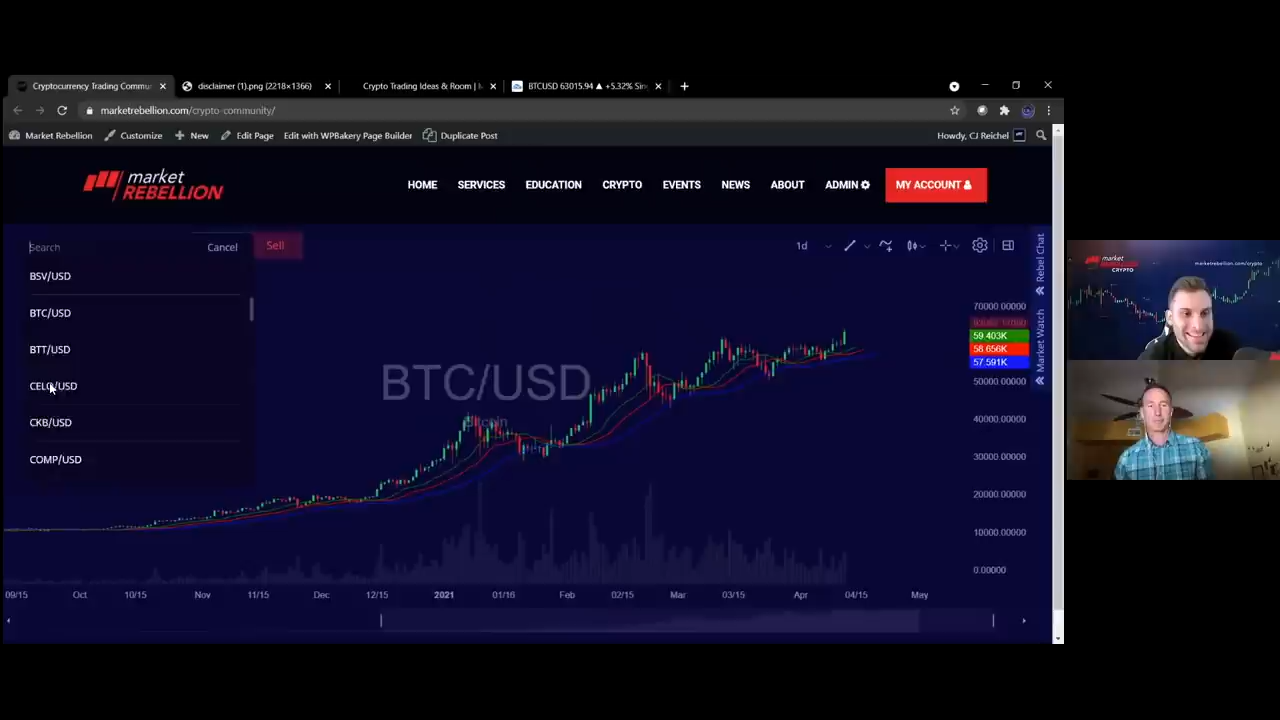 Cryptocurrency Trading Commu
disclaimer (1).png (2218×1366)
Crypto Trading Ideas & Room |
BTCUSD 63015.94 ▲ +5.32%
marketrebellion.com/crypto-community/
Market Rebellion
Customize
New
Edit Page
Edit with WPBakery Page Builder
Duplicate Post
Howdy, CJ Reichel
market
REBELLION
HOME
SERVICES
EDUCATION
CRYPTO
EVENTS
NEWS
ABOUT
ADMIN
MY ACCOUNT
Search
Cancel
Sell
1d
BSV/USD
BTC/USD
BTT/USD
CELO/USD
CKB/USD
COMP/USD
BTC/USD
Bitcoin
Rebel Chat
Market Watch
70000.00000
59.403K
58.656K
57.591K
50000.00000
40000.00000
30000.00000
20000.00000
10000.00000
0.00000
09/15
Oct
10/15
Nov
11/15
Dec
12/15
2021
01/16
Feb
02/15
Mar
03/15
Apr
04/15
May
market
CRYPTO
marketrebellion.com/crypto